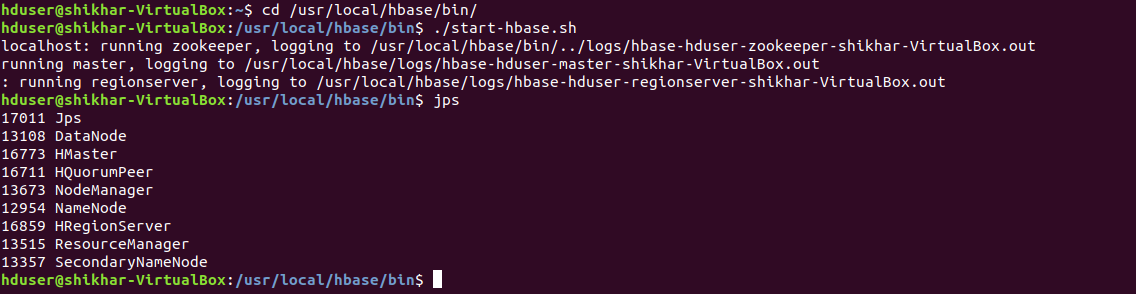 hduser@shikhar-VirtualBox:~$ cd /usr/local/hbase/bin/
hduser@shikhar-VirtualBox:/usr/local/hbase/bin$ ./start-hbase.sh
localhost: running zookeeper, logging to /usr/local/hbase/bin/../logs/hbase-hduser-zookeeper-shikhar-VirtualBox.out
running master, logging to /usr/local/hbase/logs/hbase-hduser-master-shikhar-VirtualBox.out
: running regionserver, logging to /usr/local/hbase/logs/hbase-hduser-regionserver-shikhar-VirtualBox.out
hduser@shikhar-VirtualBox:/usr/local/hbase/bin$ jps
17011 Jps
13108 DataNode
16773 HMaster
16711 HQuorumPeer
13673 NodeManager
12954 NameNode
16859 HRegionServer
13515 ResourceManager
13357 SecondaryNameNode
hduser@shikhar-VirtualBox:/usr/local/hbase/bin$